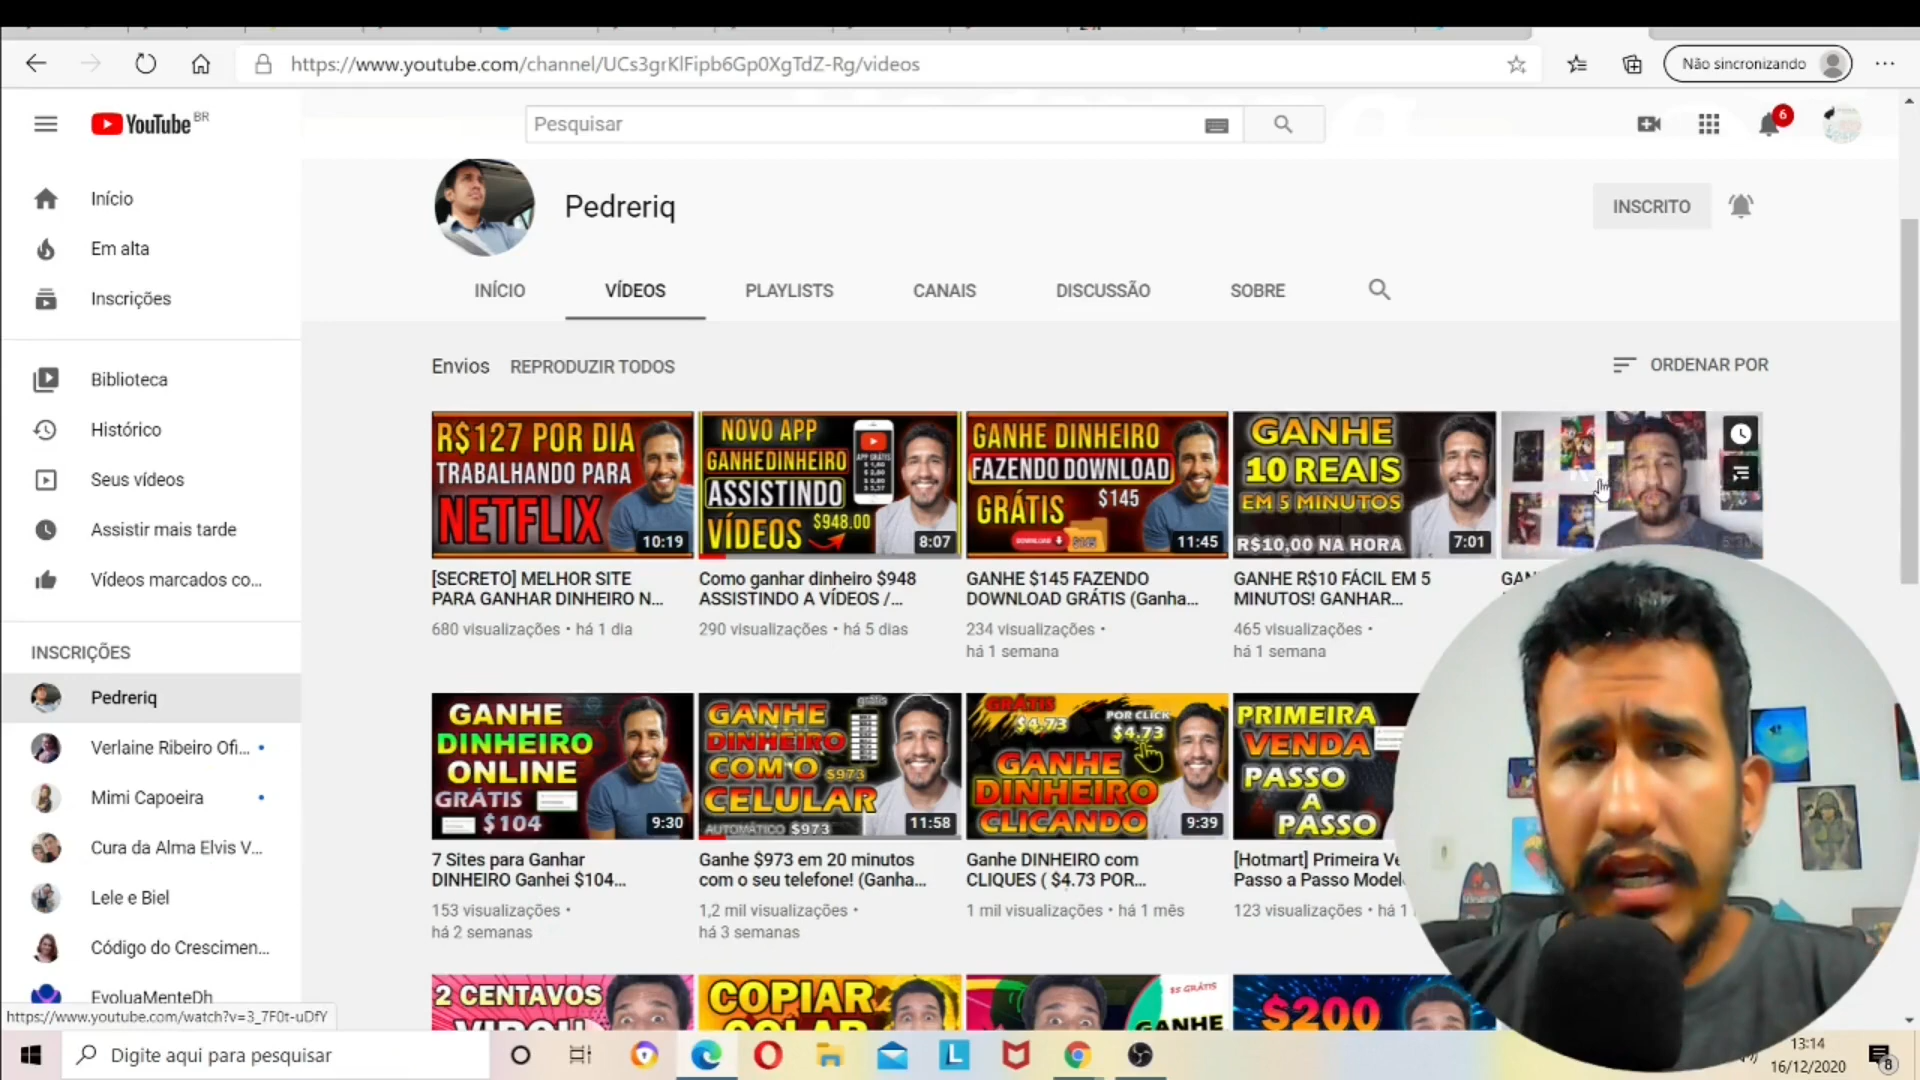 https://www.youtube.com/channel/UCs3grKlFipb6Gp0XgTdZ-Rg/videos
Não sincronizando
YouTube BR
Pesquisar
6
Início
Em alta
Inscrições
Biblioteca
Histórico
Seus vídeos
Assistir mais tarde
Vídeos marcados co...
INSCRIÇÕES
Pedreriq
Verlaine Ribeiro Ofi...
Mimi Capoeira
Cura da Alma Elvis V...
Lele e Biel
Código do Crescimen...
EvoluaMenteDh
Pedreriq
INSCRITO
INÍCIO
VÍDEOS
PLAYLISTS
CANAIS
DISCUSSÃO
SOBRE
Envios
REPRODUZIR TODOS
ORDENAR POR
R$127 POR DIA
TRABALHANDO PARA
NETFLIX
10:19
[SECRETO] MELHOR SITE
PARA GANHAR DINHEIRO N...
680 visualizações • há 1 dia
NOVO APP
GANHE DINHEIRO
ASSISTINDO
VÍDEOS
$948.00
8:07
Como ganhar dinheiro $948
ASSISTINDO A VÍDEOS /...
290 visualizações • há 5 dias
GANHE DINHEIRO
FAZENDO DOWNLOAD
GRÁTIS
$145
11:45
GANHE $145 FAZENDO
DOWNLOAD GRÁTIS (Ganha...
234 visualizações •
há 1 semana
GANHE
10 REAIS
EM 5 MINUTOS
R$10,00 NA HORA
7:01
GANHE R$10 FÁCIL EM 5
MINUTOS! GANHAR...
465 visualizações •
há 1 semana
GAN
GANHE
DINHEIRO
ONLINE
GRÁTIS
$104
9:30
7 Sites para Ganhar
DINHEIRO Ganhei $104...
153 visualizações •
há 2 semanas
grátis
GANHE
DINHEIRO
COM O $973
CELULAR
AUTOMÁTICO $973
11:58
Ganhe $973 em 20 minutos
com o seu telefone! (Ganha...
1,2 mil visualizações •
há 3 semanas
GRÁTIS
$4.73
POR CLICK
$4.73
GANHE
DINHEIRO
CLICANDO
9:39
Ganhe DINHEIRO com
CLIQUES ( $4.73 POR...
1 mil visualizações • há 1 mês
PRIMEIRA
VENDA
PASSO
A
PASSO
[Hotmart] Primeira Ve
Passo a Passo Model
123 visualizações • há 1
2 CENTAVOS
COPIAR
$5 GRÁTIS
GANHE
$200
https://www.youtube.com/watch?v=3_7F0t-uDfY
Digite aqui para pesquisar
L
13:14
16/12/2020
8